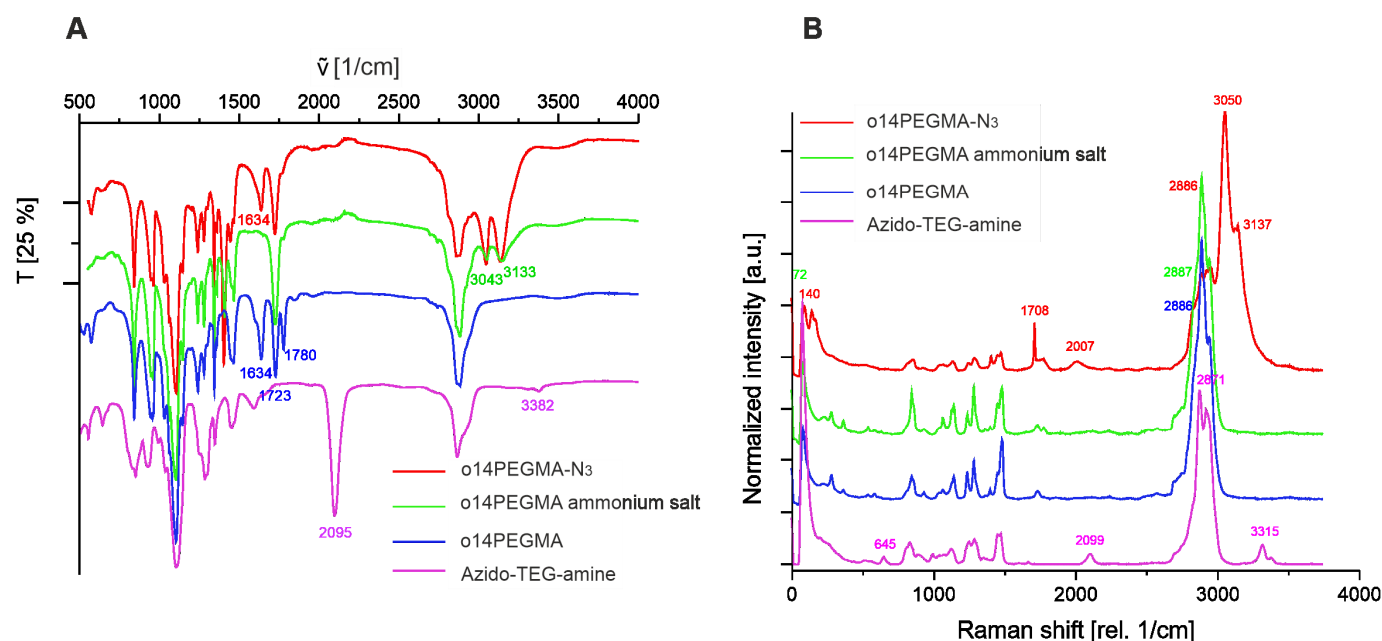 A
ṽ [1/cm]
500 1000 1500 2000 2500 3000 3500 4000
T [25 %]
1634
3043
3133
1780
1634
1723
3382
2095
o14PEGMA-N3
o14PEGMA ammonium salt
o14PEGMA
Azido-TEG-amine
B
Normalized intensity [a.u.]
o14PEGMA-N3
o14PEGMA ammonium salt
o14PEGMA
Azido-TEG-amine
3050
2886
3137
72
2887
140
2886
1708
2007
2871
645
2099
3315
0 1000 2000 3000 4000
Raman shift [rel. 1/cm]